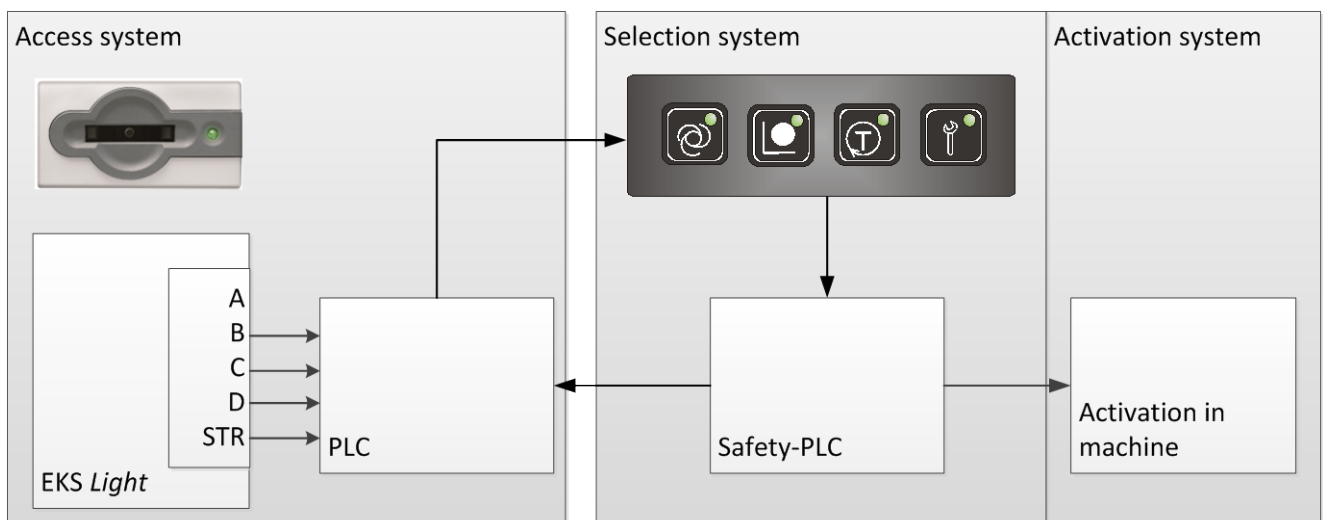 Access system
Selection system
Activation system
T
A
B
C
D
STR
PLC
EKS Light
Safety-PLC
Activation in
machine